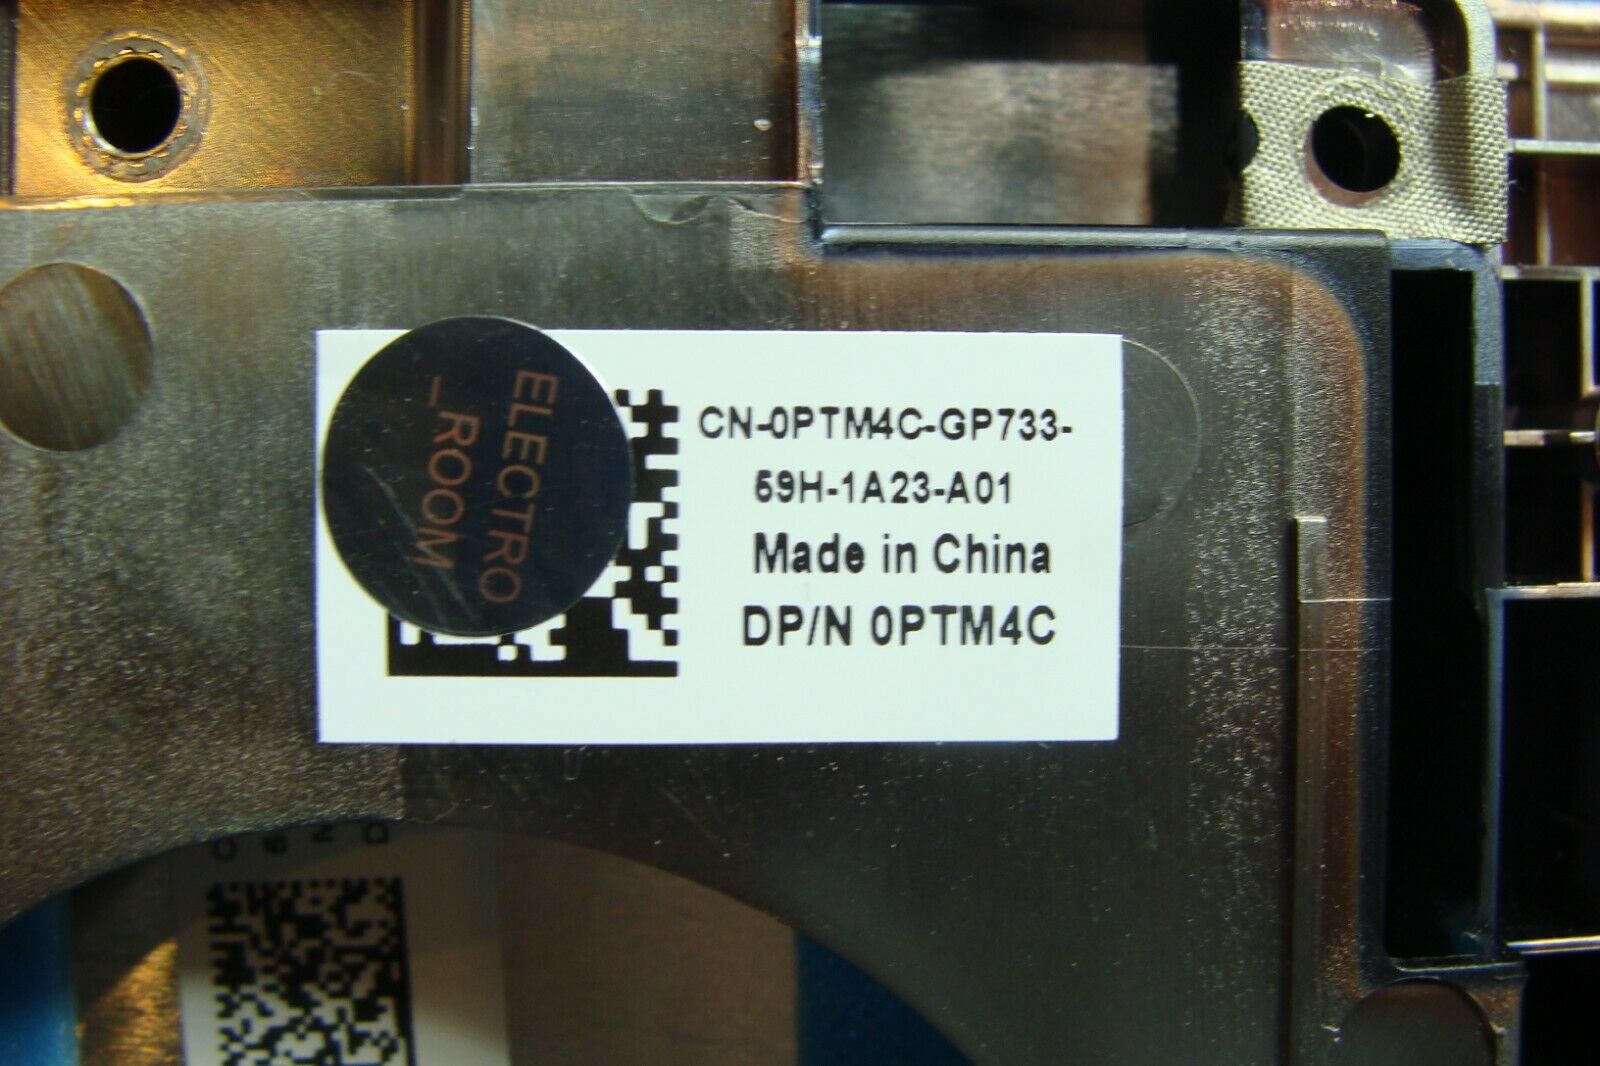 ELECTRO
_ROOM
CN-0PTM4C-GP733-
59H-1A23-A01
Made in China
DP/N 0PTM4C